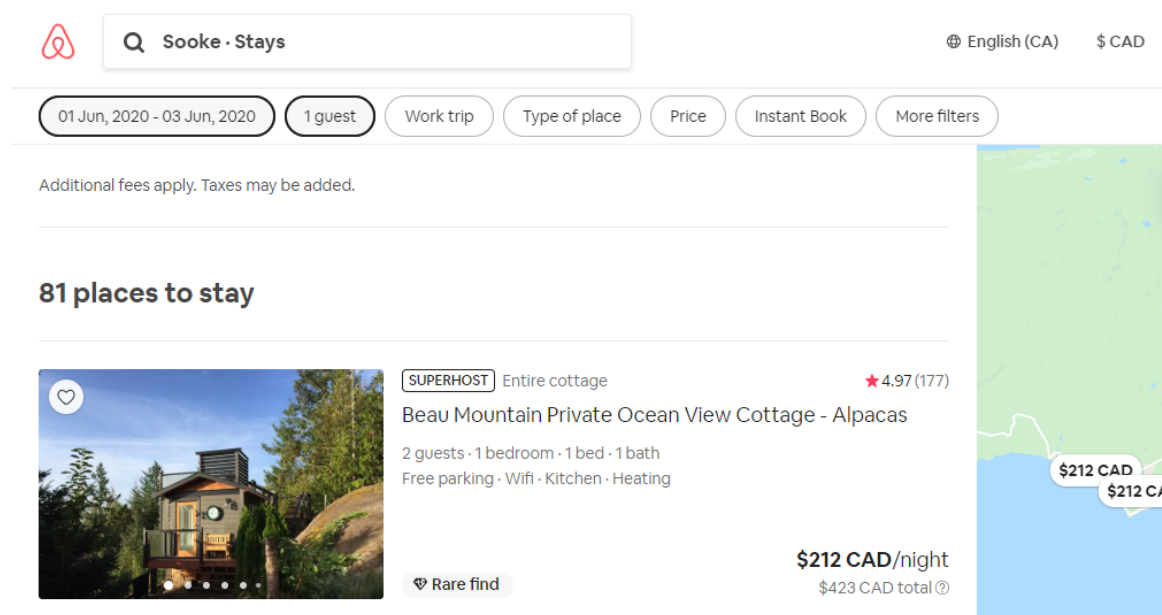 Sooke · Stays
English (CA)
$ CAD
01 Jun, 2020 - 03 Jun, 2020
1 guest
Work trip
Type of place
Price
Instant Book
More filters
Additional fees apply. Taxes may be added.
81 places to stay
SUPERHOST Entire cottage
4.97 (177)
Beau Mountain Private Ocean View Cottage - Alpacas
2 guests · 1 bedroom · 1 bed · 1 bath
Free parking · Wifi · Kitchen · Heating
Rare find
$212 CAD/night
$423 CAD total
$212 CAD
$212 CA